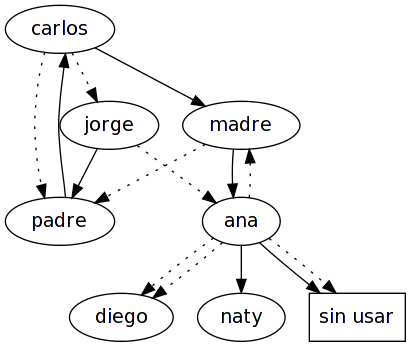 carlos
jorge
madre
padre
ana
diego
naty
sin usar